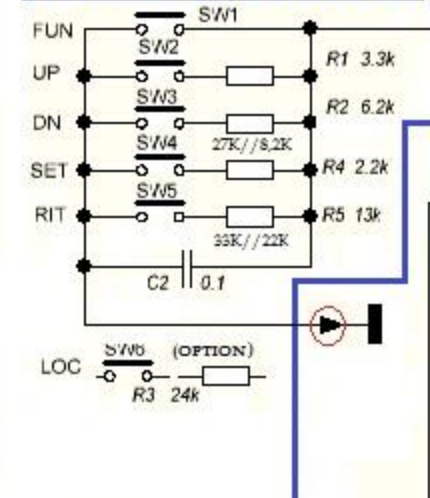 FUN SW1
SW2
UP R1 3.3k
SW3
DN R2 6.2k
SW4 27K//8,2K
SET R4 2.2k
SW5
RIT R5 13k
33K//22K
C2 0.1
SW6 (OPTION)
LOC
R3 24k